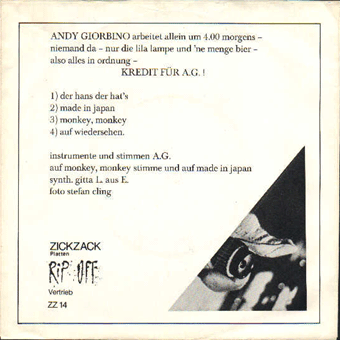 ANDY GIORBINO arbeitet allein um 4.00 morgens –
niemand da – nur die lila lampe und 'ne menge bier –
also alles in ordnung –
KREDIT FÜR A.G. !
1) der hans der hat's
2) made in japan
3) monkey, monkey
4) auf wiedersehen.
instrumente und stimmen A.G.
auf monkey, monkey stimme und auf made in japan
synth. gitta L. aus E.
foto stefan cling
ZICKZACK
Platten
RiP OFF
Vertrieb
ZZ 14